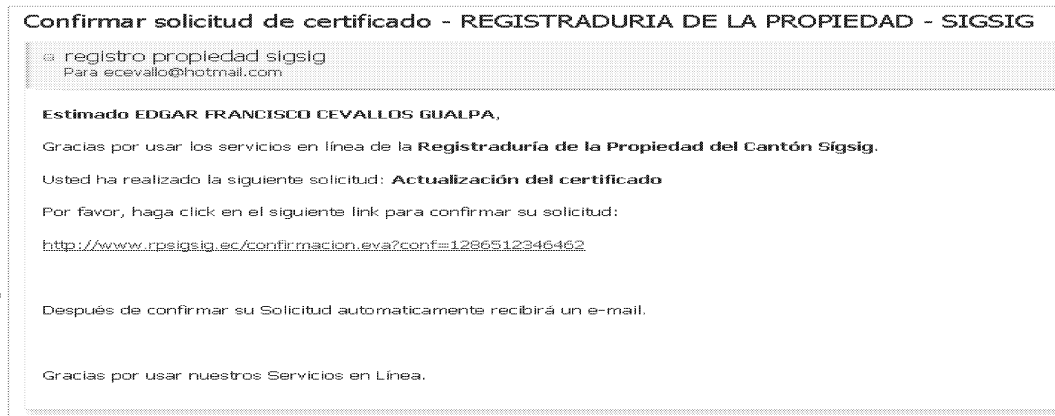 Confirmar solicitud de certificado - REGISTRADURIA DE LA PROPIEDAD - SIGSIG
registro propiedad sigsig
Para ecevallo@hotmail.com
Estimado EDGAR FRANCISCO CEVALLOS GUALPA,
Gracias por usar los servicios en línea de la Registraduría de la Propiedad del Cantón Sígsig.
Usted ha realizado la siguiente solicitud: Actualización del certificado
Por favor, haga click en el siguiente link para confirmar su solicitud:
http://www.rpsigsig.ec/confirmacion.eva?conf=1286512346462
Después de confirmar su Solicitud automaticamente recibirá un e-mail.
Gracias por usar nuestros Servicios en Línea.